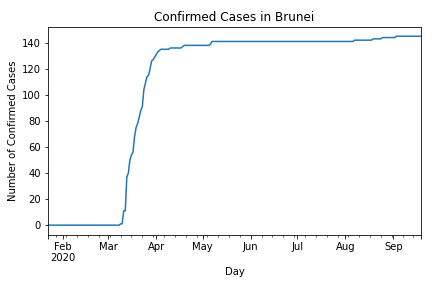 Confirmed Cases in Brunei
Number of Confirmed Cases
140
120
100
80
60
40
20
0
Feb Mar Apr May Jun Jul Aug Sep
2020
Day